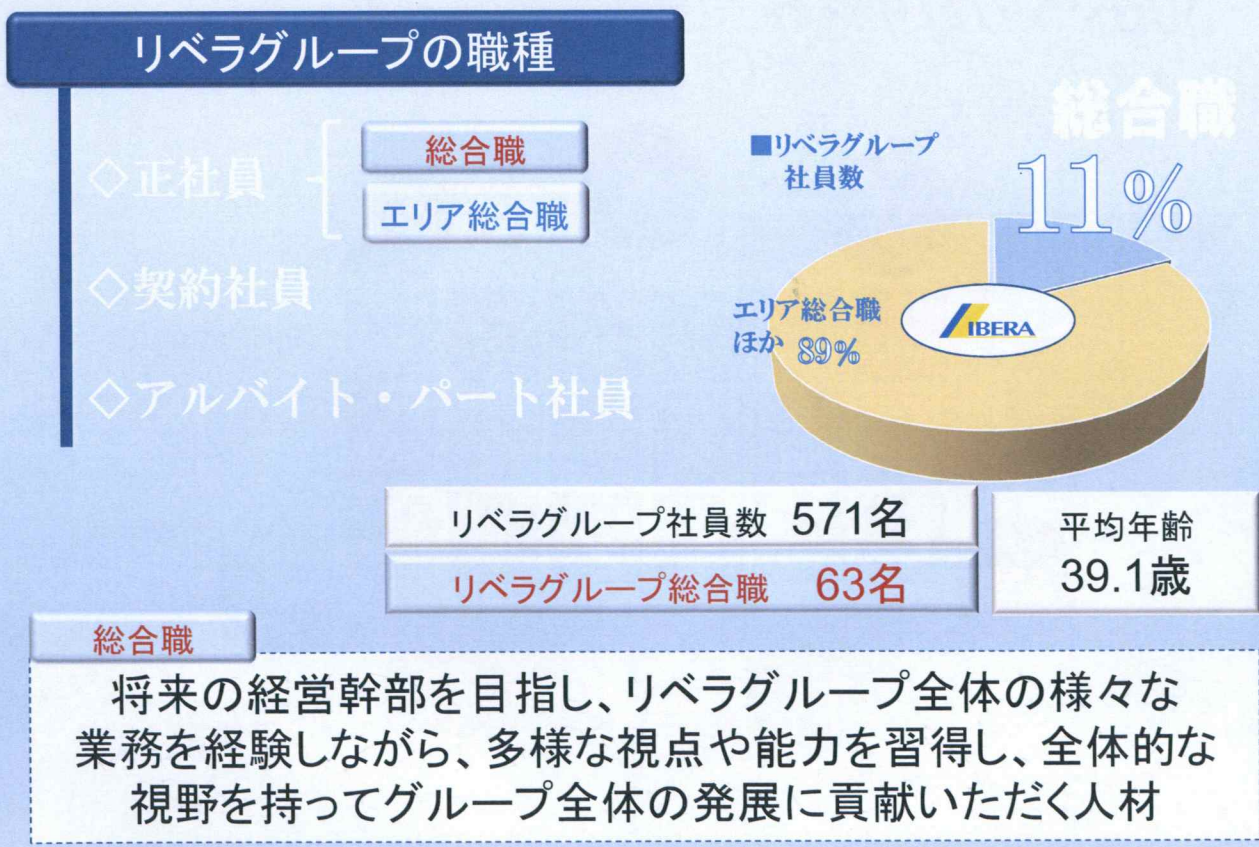 リベラグループの職種
◇正社員
総合職
エリア総合職
◇契約社員
◇アルバイト・パート社員
総合職
11%
■リベラグループ
社員数
エリア総合職
ほか 89%
LIBERA
リベラグループ社員数 571名
リベラグループ総合職 63名
平均年齢
39.1歳
総合職
将来の経営幹部を目指し、リベラグループ全体の様々な
業務を経験しながら、多様な視点や能力を習得し、全体的な
視野を持ってグループ全体の発展に貢献いただく人材